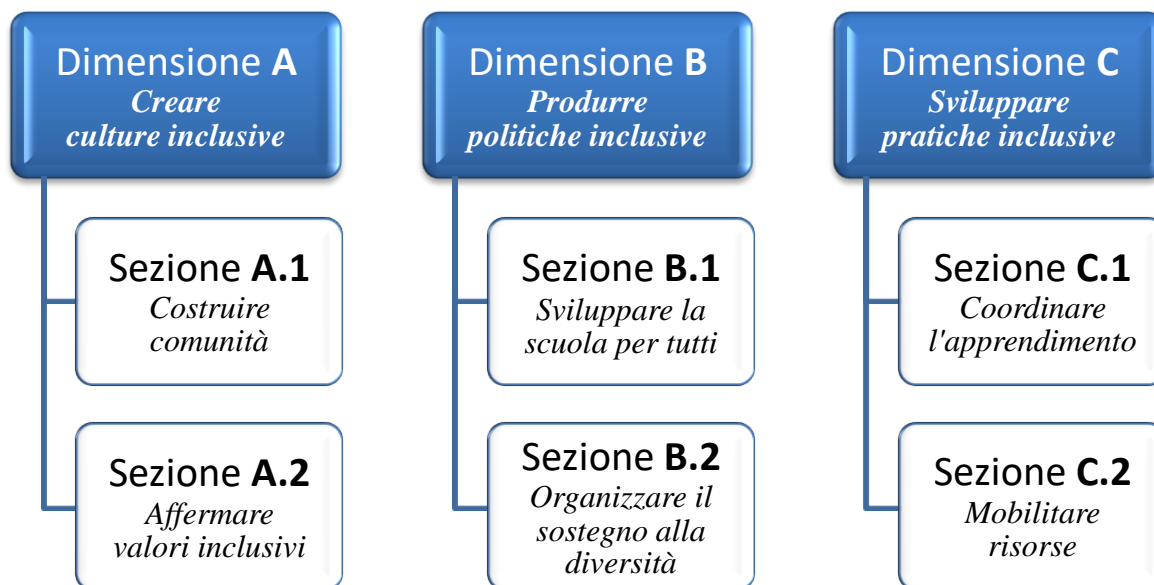 Dimensione A
Creare
culture inclusive
Sezione A.1
Costruire
comunità
Sezione A.2
Affermare
valori inclusivi
Dimensione B
Produrre
politiche inclusive
Sezione B.1
Sviluppare la
scuola per tutti
Sezione B.2
Organizzare il
sostegno alla
diversità
Dimensione C
Sviluppare
pratiche inclusive
Sezione C.1
Coordinare
l'apprendimento
Sezione C.2
Mobilitare
risorse